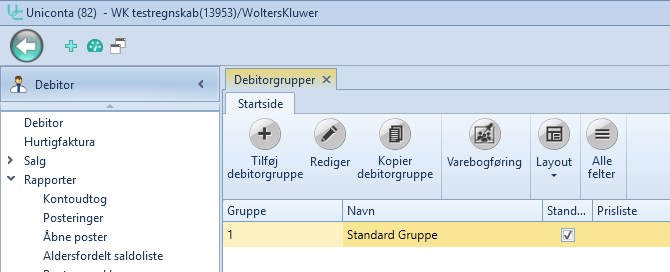 Uniconta (82) - WK testregnskab(13953)/WoltersKluwer
Debitor
Debitor
Hurtigfaktura
Salg
Rapporter
Kontoudtog
Posteringer
Åbne poster
Aldersfordelt saldoliste
Debitorgrupper
Startside
Tilføj debitorgruppe
Rediger
Kopier debitorgruppe
Varebogføring
Layout
Alle felter
Gruppe Navn Stand... Prisliste
1 Standard Gruppe